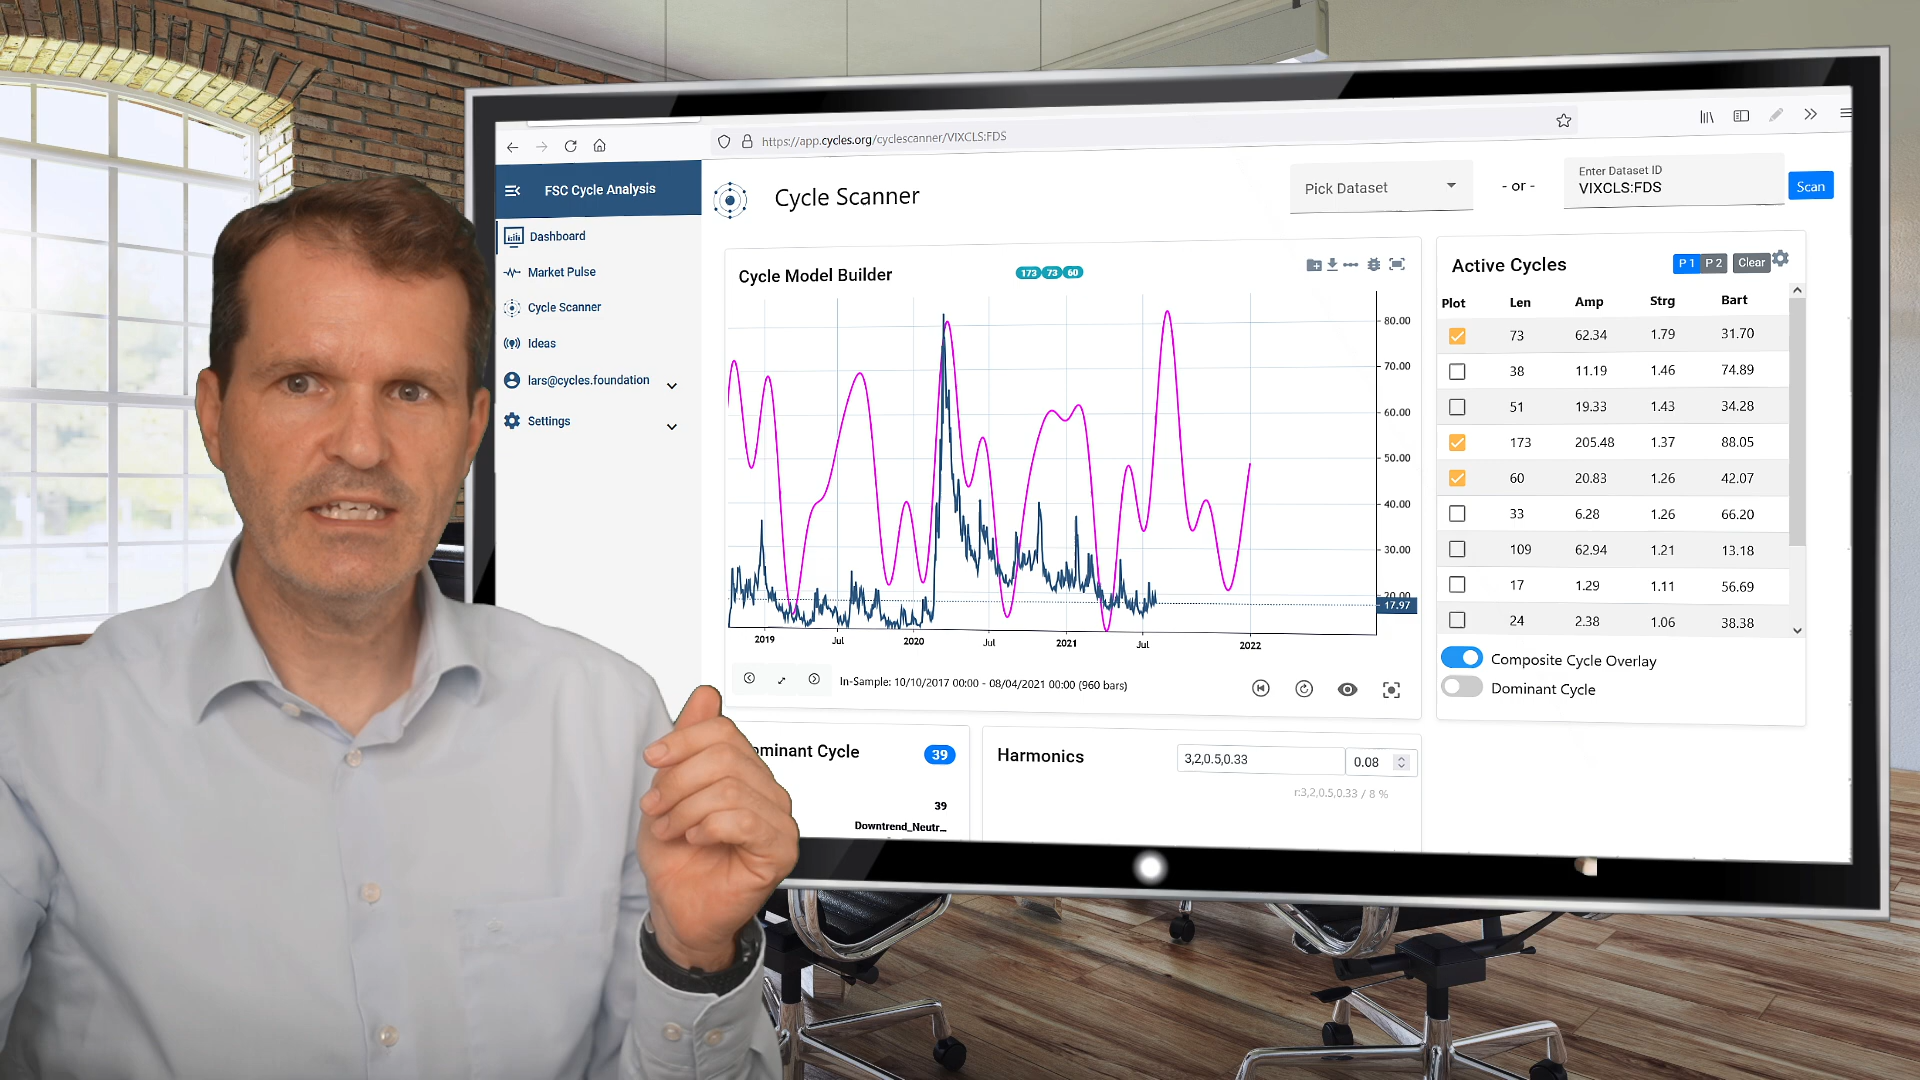 https://app.cycles.org/cyclescanner/VIXCLS:FDS
FSC Cycle Analysis
Dashboard
Market Pulse
Cycle Scanner
Ideas
lars@cycles.foundation
Settings
Cycle Scanner
Pick Dataset
- or -
Enter Dataset ID
VIXCLS:FDS
Scan
Cycle Model Builder
173 73 60
80.00
70.00
60.00
50.00
40.00
30.00
20.00
17.97
2019 Jul 2020 Jul 2021 Jul 2022
In-Sample: 10/10/2017 00:00 - 08/04/2021 00:00 (960 bars)
Active Cycles
P 1 P 2 Clear
Plot Len Amp Strg Bart
73 62.34 1.79 31.70
38 11.19 1.46 74.89
51 19.33 1.43 34.28
173 205.48 1.37 88.05
60 20.83 1.26 42.07
33 6.28 1.26 66.20
109 62.94 1.21 13.18
17 1.29 1.11 56.69
24 2.38 1.06 38.38
Composite Cycle Overlay
Dominant Cycle
ominant Cycle 39
39
Downtrend_Neutr...
Harmonics
3,2,0.5,0.33
0.08
r:3,2,0.5,0.33 / 8 %